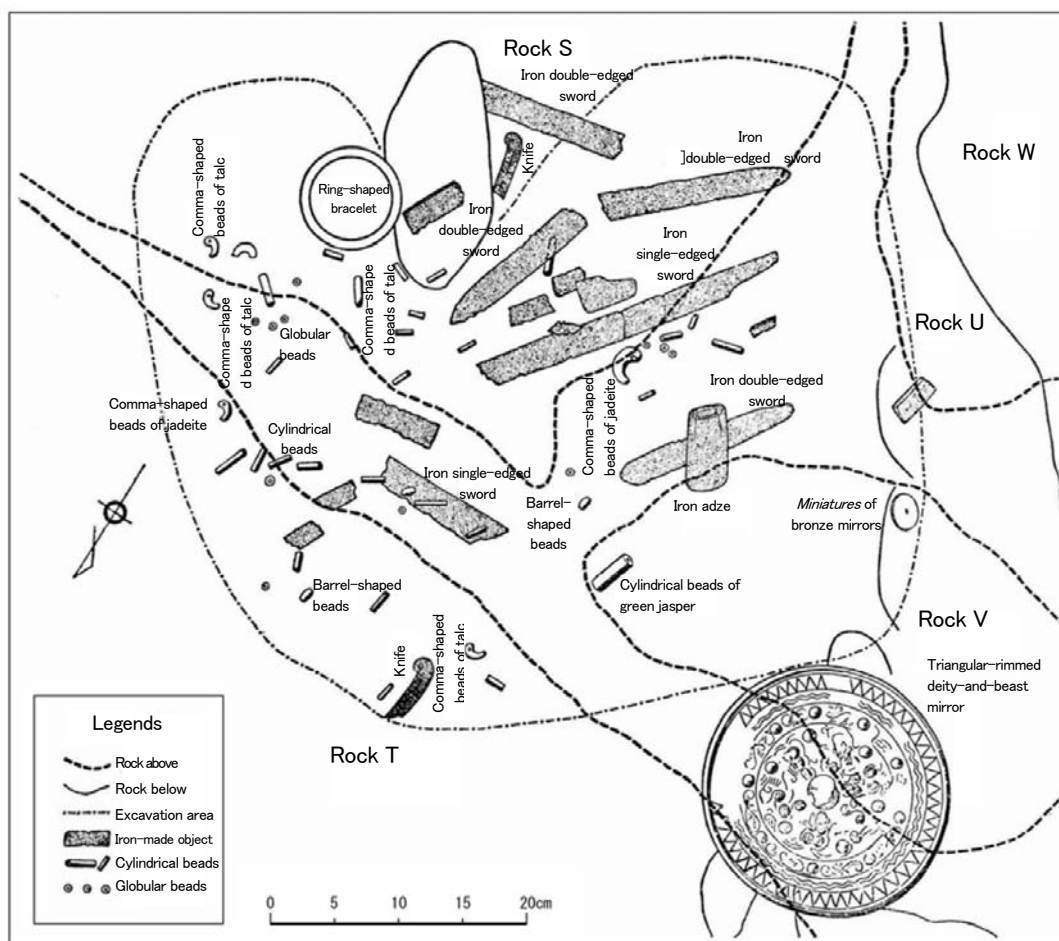 Rock S
Iron double-edged
sword
Iron
]double-edged sword
Rock W
Knife
Comma-shaped
beads of talc
Ring-shaped
bracelet
Iron
double-edged
sword
Iron
single-edged
sword
Comma-shape
d beads of talc
Comma-shape
d beads of talc
Globular
beads
Rock U
Comma-shaped
beads of jadeite
Iron double-edged
sword
Comma-shaped
beads of jadeite
Cylindrical
beads
Iron single-edged
sword
Iron adze
Barrel-
shaped
beads
Miniatures of
bronze mirrors
Cylindrical beads of
green jasper
Barrel-shaped
beads
Rock V
Knife
Comma-shaped
beads of talc
Triangular-rimmed
deity-and-beast
mirror
Rock T
Legends
Rock above
Rock below
Excavation area
Iron-made object
Cylindrical beads
Globular beads
0 5 10 15 20cm